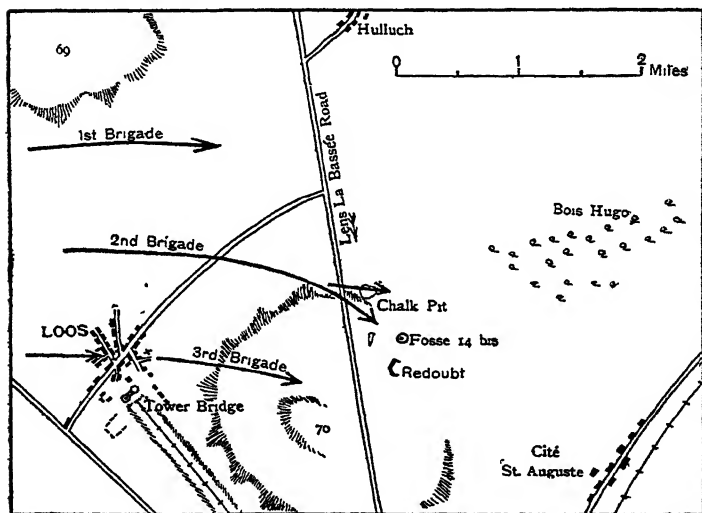 69
Hulluch
0 1 2
Miles
1st Brigade
Lens La Bassée Road
Bois Hugo
2nd Brigade
Chalk Pit
LOOS
Fosse 14 bis
3rd Brigade
Redoubt
Tower Bridge
70
Cité
St. Auguste